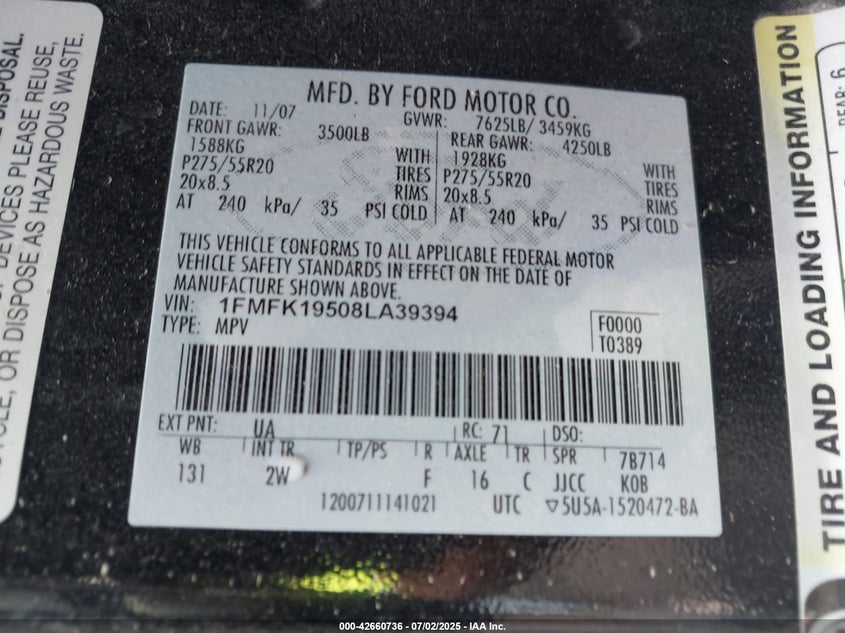 DISPOSAL.
DEVICES PLEASE REUSE,
CYCLE, OR DISPOSE AS HAZARDOUS WASTE.
MFD. BY FORD MOTOR CO.
DATE: 11/07 GVWR: 7625LB/ 3459KG
FRONT GAWR: 3500LB REAR GAWR: 4250LB
1588KG WITH 1928KG WITH
P275/55R20 TIRES P275/55R20 TIRES
20x8.5 RIMS 20x8.5 RIMS
AT 240 kPa/ 35 PSI COLD AT 240 kPa/ 35 PSI COLD
THIS VEHICLE CONFORMS TO ALL APPLICABLE FEDERAL MOTOR
VEHICLE SAFETY STANDARDS IN EFFECT ON THE DATE OF
MANUFACTURE SHOWN ABOVE.
VIN: 1FMFK19508LA39394 F0000
TYPE: MPV T0389
EXT PNT: UA RC: 71 DSO:
WB INT TR TP/PS R AXLE TR SPR 7B714
131 2W F 16 C JJCC KOB
1200711141021 UTC ▽5U5A-1520472-BA
TIRE AND LOADING INFORMATION
REAR: 6
000-42660736 - 07/02/2025 - IAA Inc.